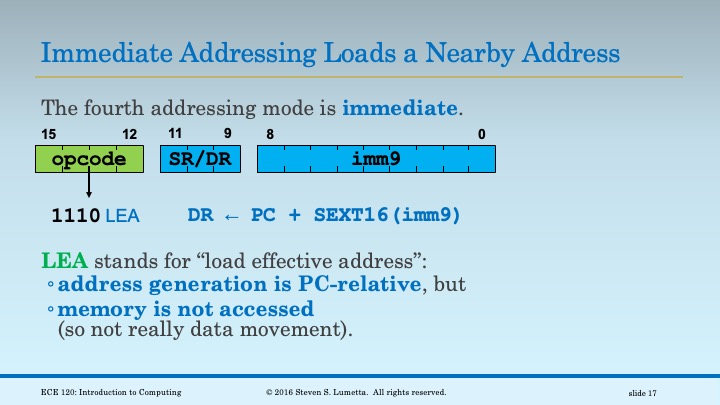 Immediate Addressing Loads a Nearby Address
The fourth addressing mode is immediate.
15 12 11 9 8 0
opcode SR/DR imm9
1110 LEA DR ← PC + SEXT16(imm9)
LEA stands for “load effective address”:
◦address generation is PC-relative, but
◦memory is not accessed
(so not really data movement).
ECE 120: Introduction to Computing © 2016 Steven S. Lumetta. All rights reserved. slide 17